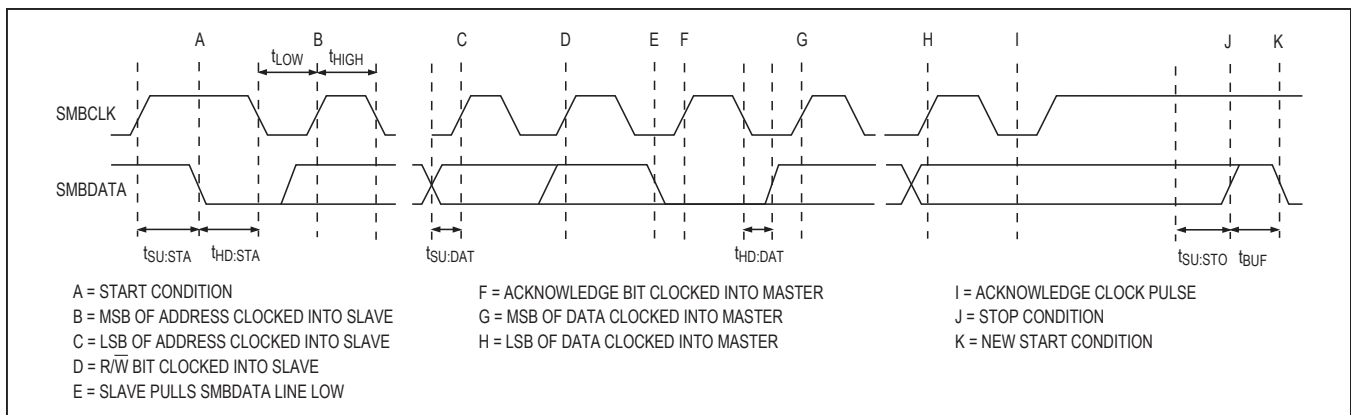 A B C D E F G H I J K
tLOW tHIGH
SMBCLK
SMBDATA
tSU:STA tHD:STA tSU:DAT tHD:DAT tSU:STO tBUF
A = START CONDITION
B = MSB OF ADDRESS CLOCKED INTO SLAVE
C = LSB OF ADDRESS CLOCKED INTO SLAVE
D = R/W̅ BIT CLOCKED INTO SLAVE
E = SLAVE PULLS SMBDATA LINE LOW
F = ACKNOWLEDGE BIT CLOCKED INTO MASTER
G = MSB OF DATA CLOCKED INTO MASTER
H = LSB OF DATA CLOCKED INTO MASTER
I = ACKNOWLEDGE CLOCK PULSE
J = STOP CONDITION
K = NEW START CONDITION